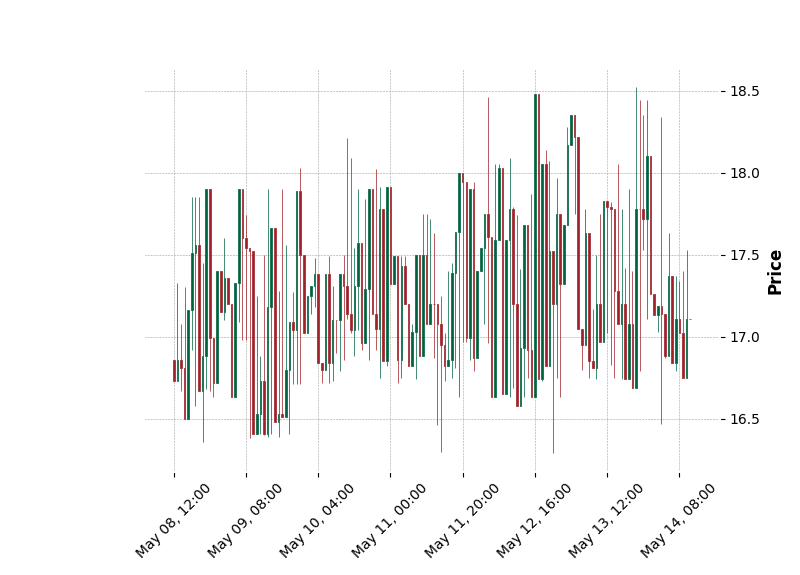 18.5
18.0
17.5
17.0
16.5
Price
May 08, 12:00
May 09, 08:00
May 10, 04:00
May 11, 00:00
May 11, 20:00
May 12, 16:00
May 13, 12:00
May 14, 08:00